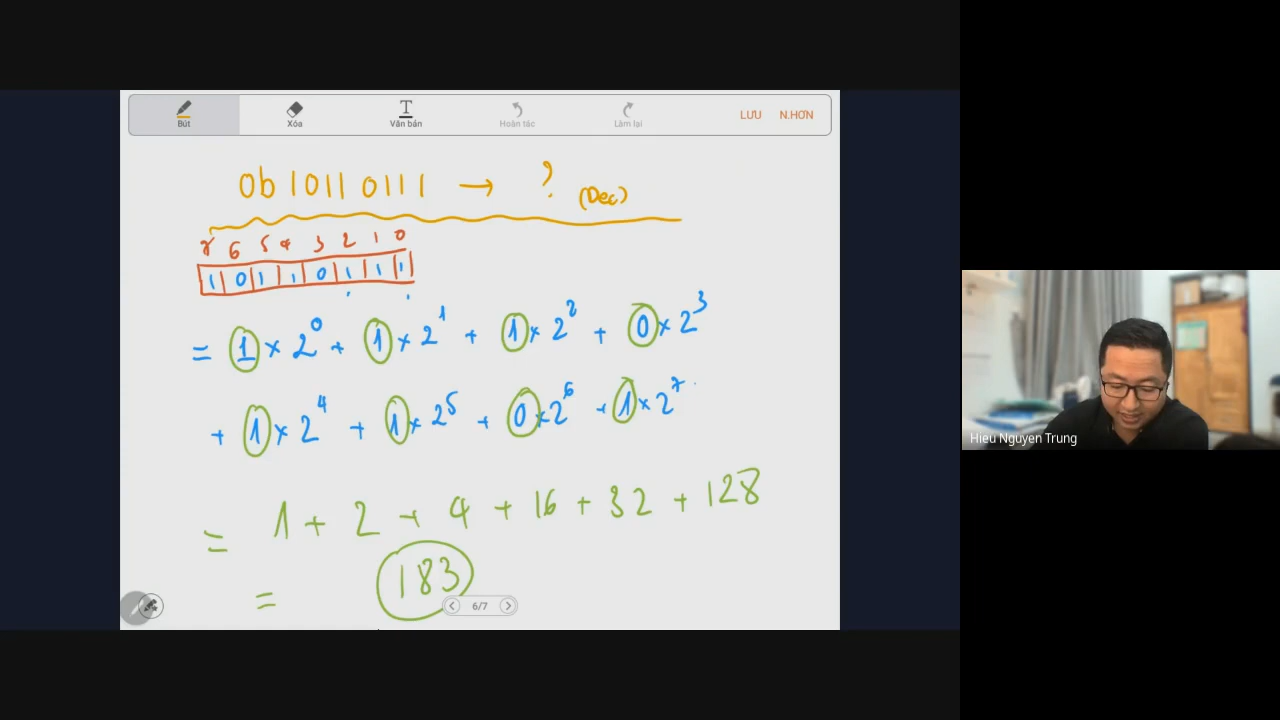 Bút Xóa Văn bản Hoàn tác Làm lại LƯU N.HƠN
0b 1011 0111 → ? (Dec)
7 6 5 4 3 2 1 0
1 0 1 1 0 1 1 1
= 1 × 2^0 + 1 × 2^1 + 1 × 2^2 + 0 × 2^3
+ 1 × 2^4 + 1 × 2^5 + 0 × 2^6 + 1 × 2^7
= 1 + 2 + 4 + 16 + 32 + 128
= 183
6/7
Hieu Nguyen Trung